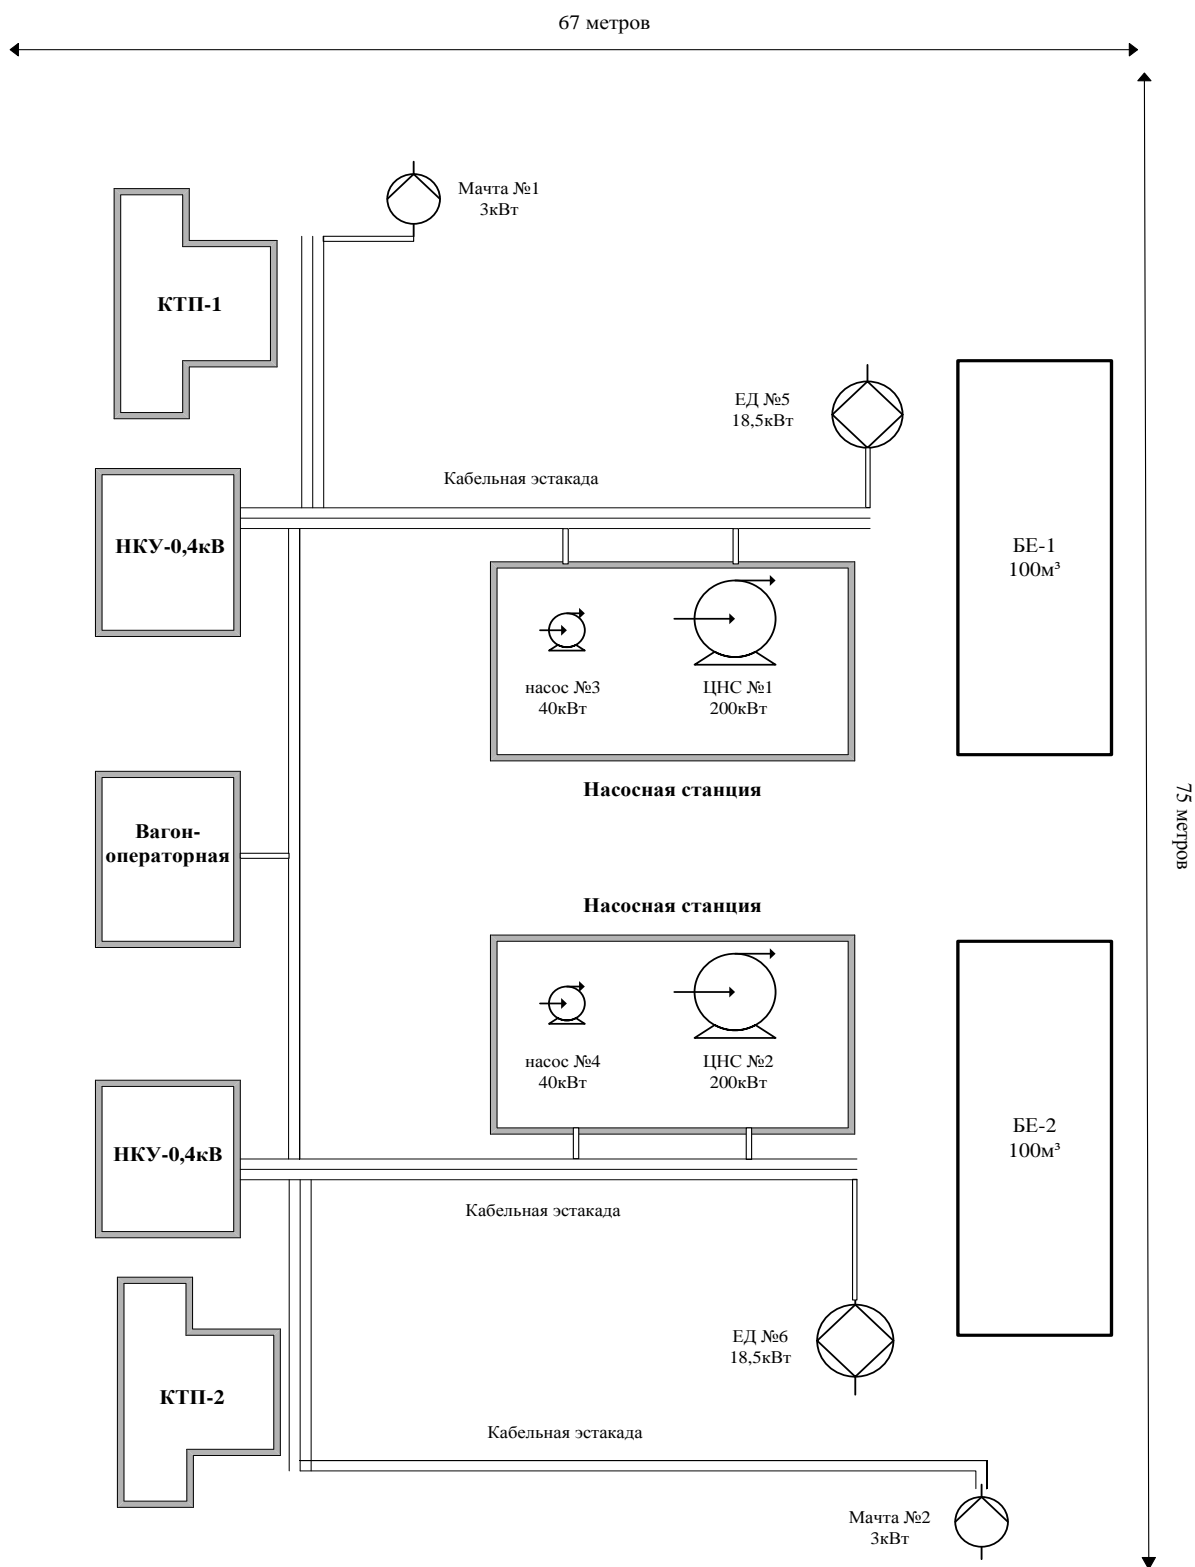 67 метров
Мачта №1
3кВт
КТП-1
ЕД №5
18,5кВт
Кабельная эстакада
НКУ-0,4кВ
БЕ-1
100м³
насос №3
40кВт
ЦНС №1
200кВт
Насосная станция
75 метров
Вагон-
операторная
Насосная станция
насос №4
40кВт
ЦНС №2
200кВт
БЕ-2
100м³
НКУ-0,4кВ
Кабельная эстакада
ЕД №6
18,5кВт
КТП-2
Кабельная эстакада
Мачта №2
3кВт